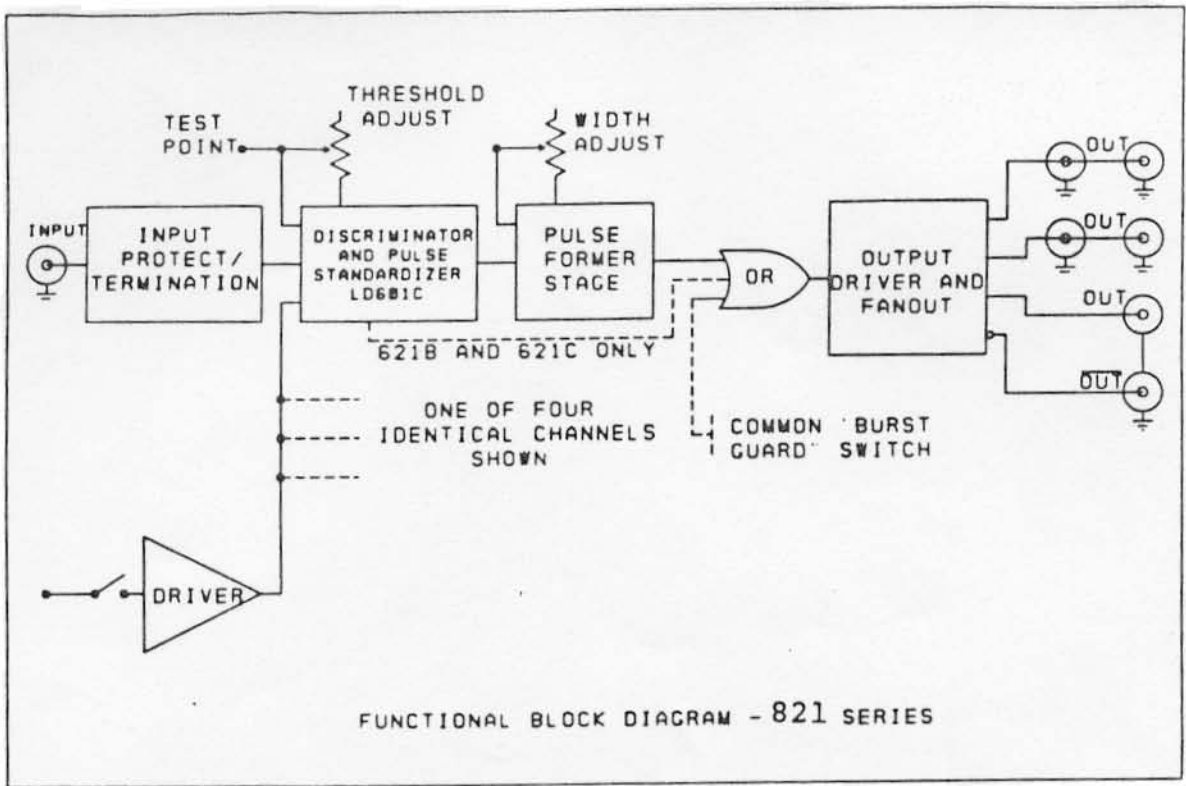 THRESHOLD
ADJUST
TEST
POINT
WIDTH
ADJUST
OUT
INPUT
INPUT
PROTECT/
TERMINATION
DISCRIMINATOR
AND PULSE
STANDARDIZER
LD601C
PULSE
FORMER
STAGE
OR
OUTPUT
DRIVER AND
FANOUT
OUT
OUT
OUT
621B AND 621C ONLY
ONE OF FOUR
IDENTICAL CHANNELS
SHOWN
COMMON "BURST
GUARD" SWITCH
DRIVER
FUNCTIONAL BLOCK DIAGRAM - 821 SERIES